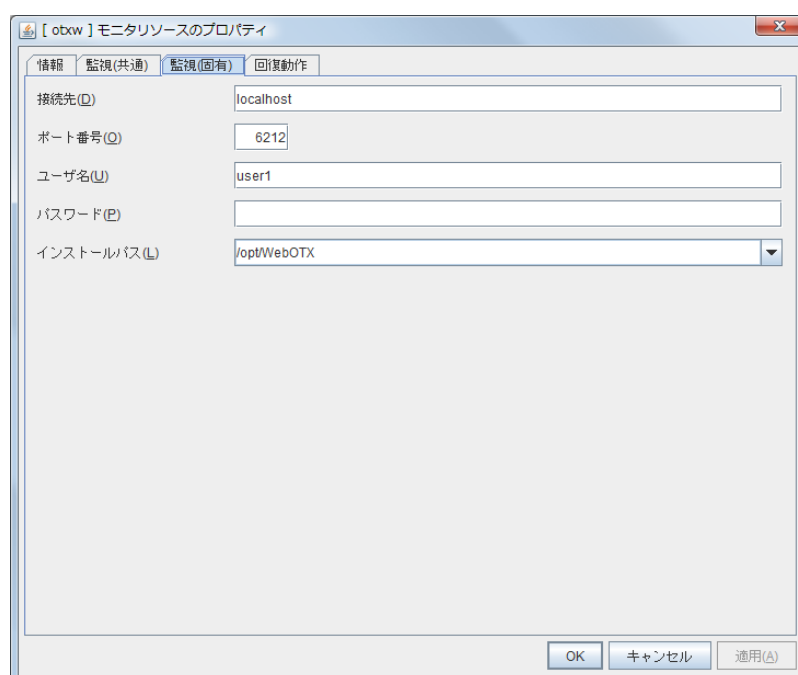 [ otxw ] モニタリソースのプロパティ
情報 監視(共通) 監視(固有) 回復動作
接続先(D) localhost
ポート番号(O) 6212
ユーザ名(U) user1
パスワード(P)
インストールパス(L) /opt/WebOTX
OK キャンセル 適用(A)